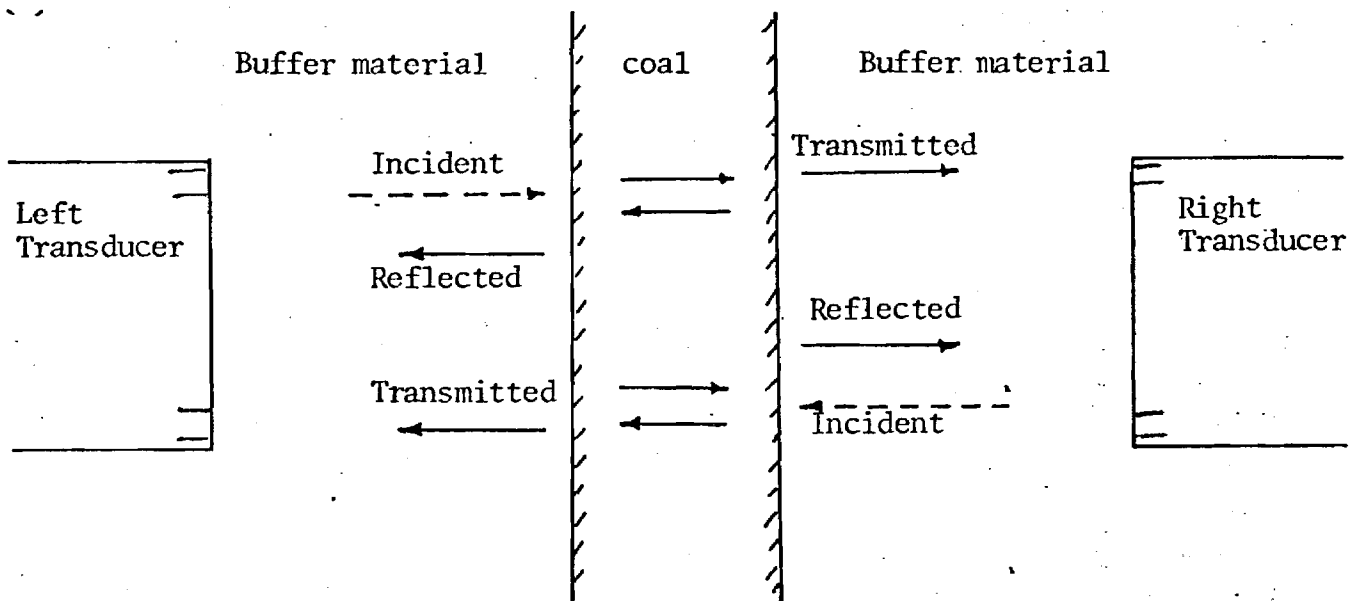 Buffer material
coal
Buffer material
Incident
Transmitted
Left
Transducer
Right
Transducer
Reflected
Reflected
Transmitted
Incident